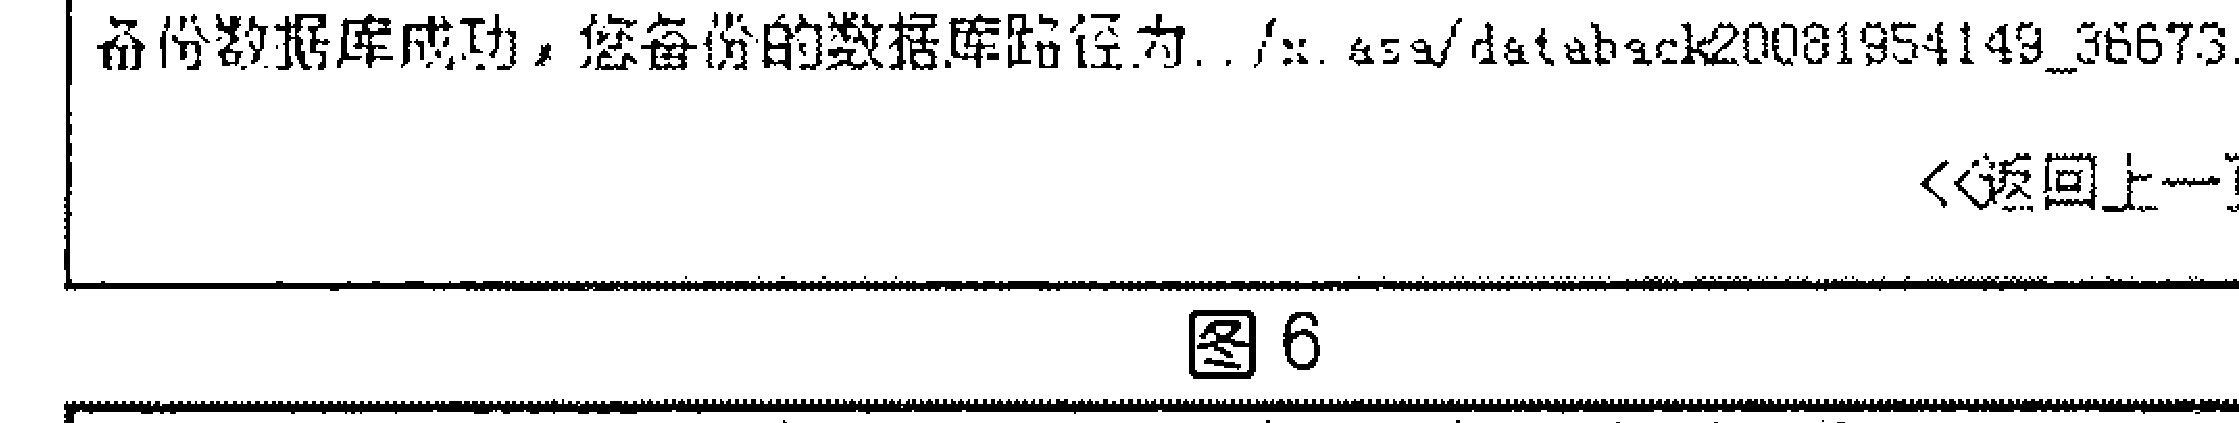 备份数据库成功，您备份的数据库路径为../x.asa/databack20081954149_36673.
<<返回上一
图 6